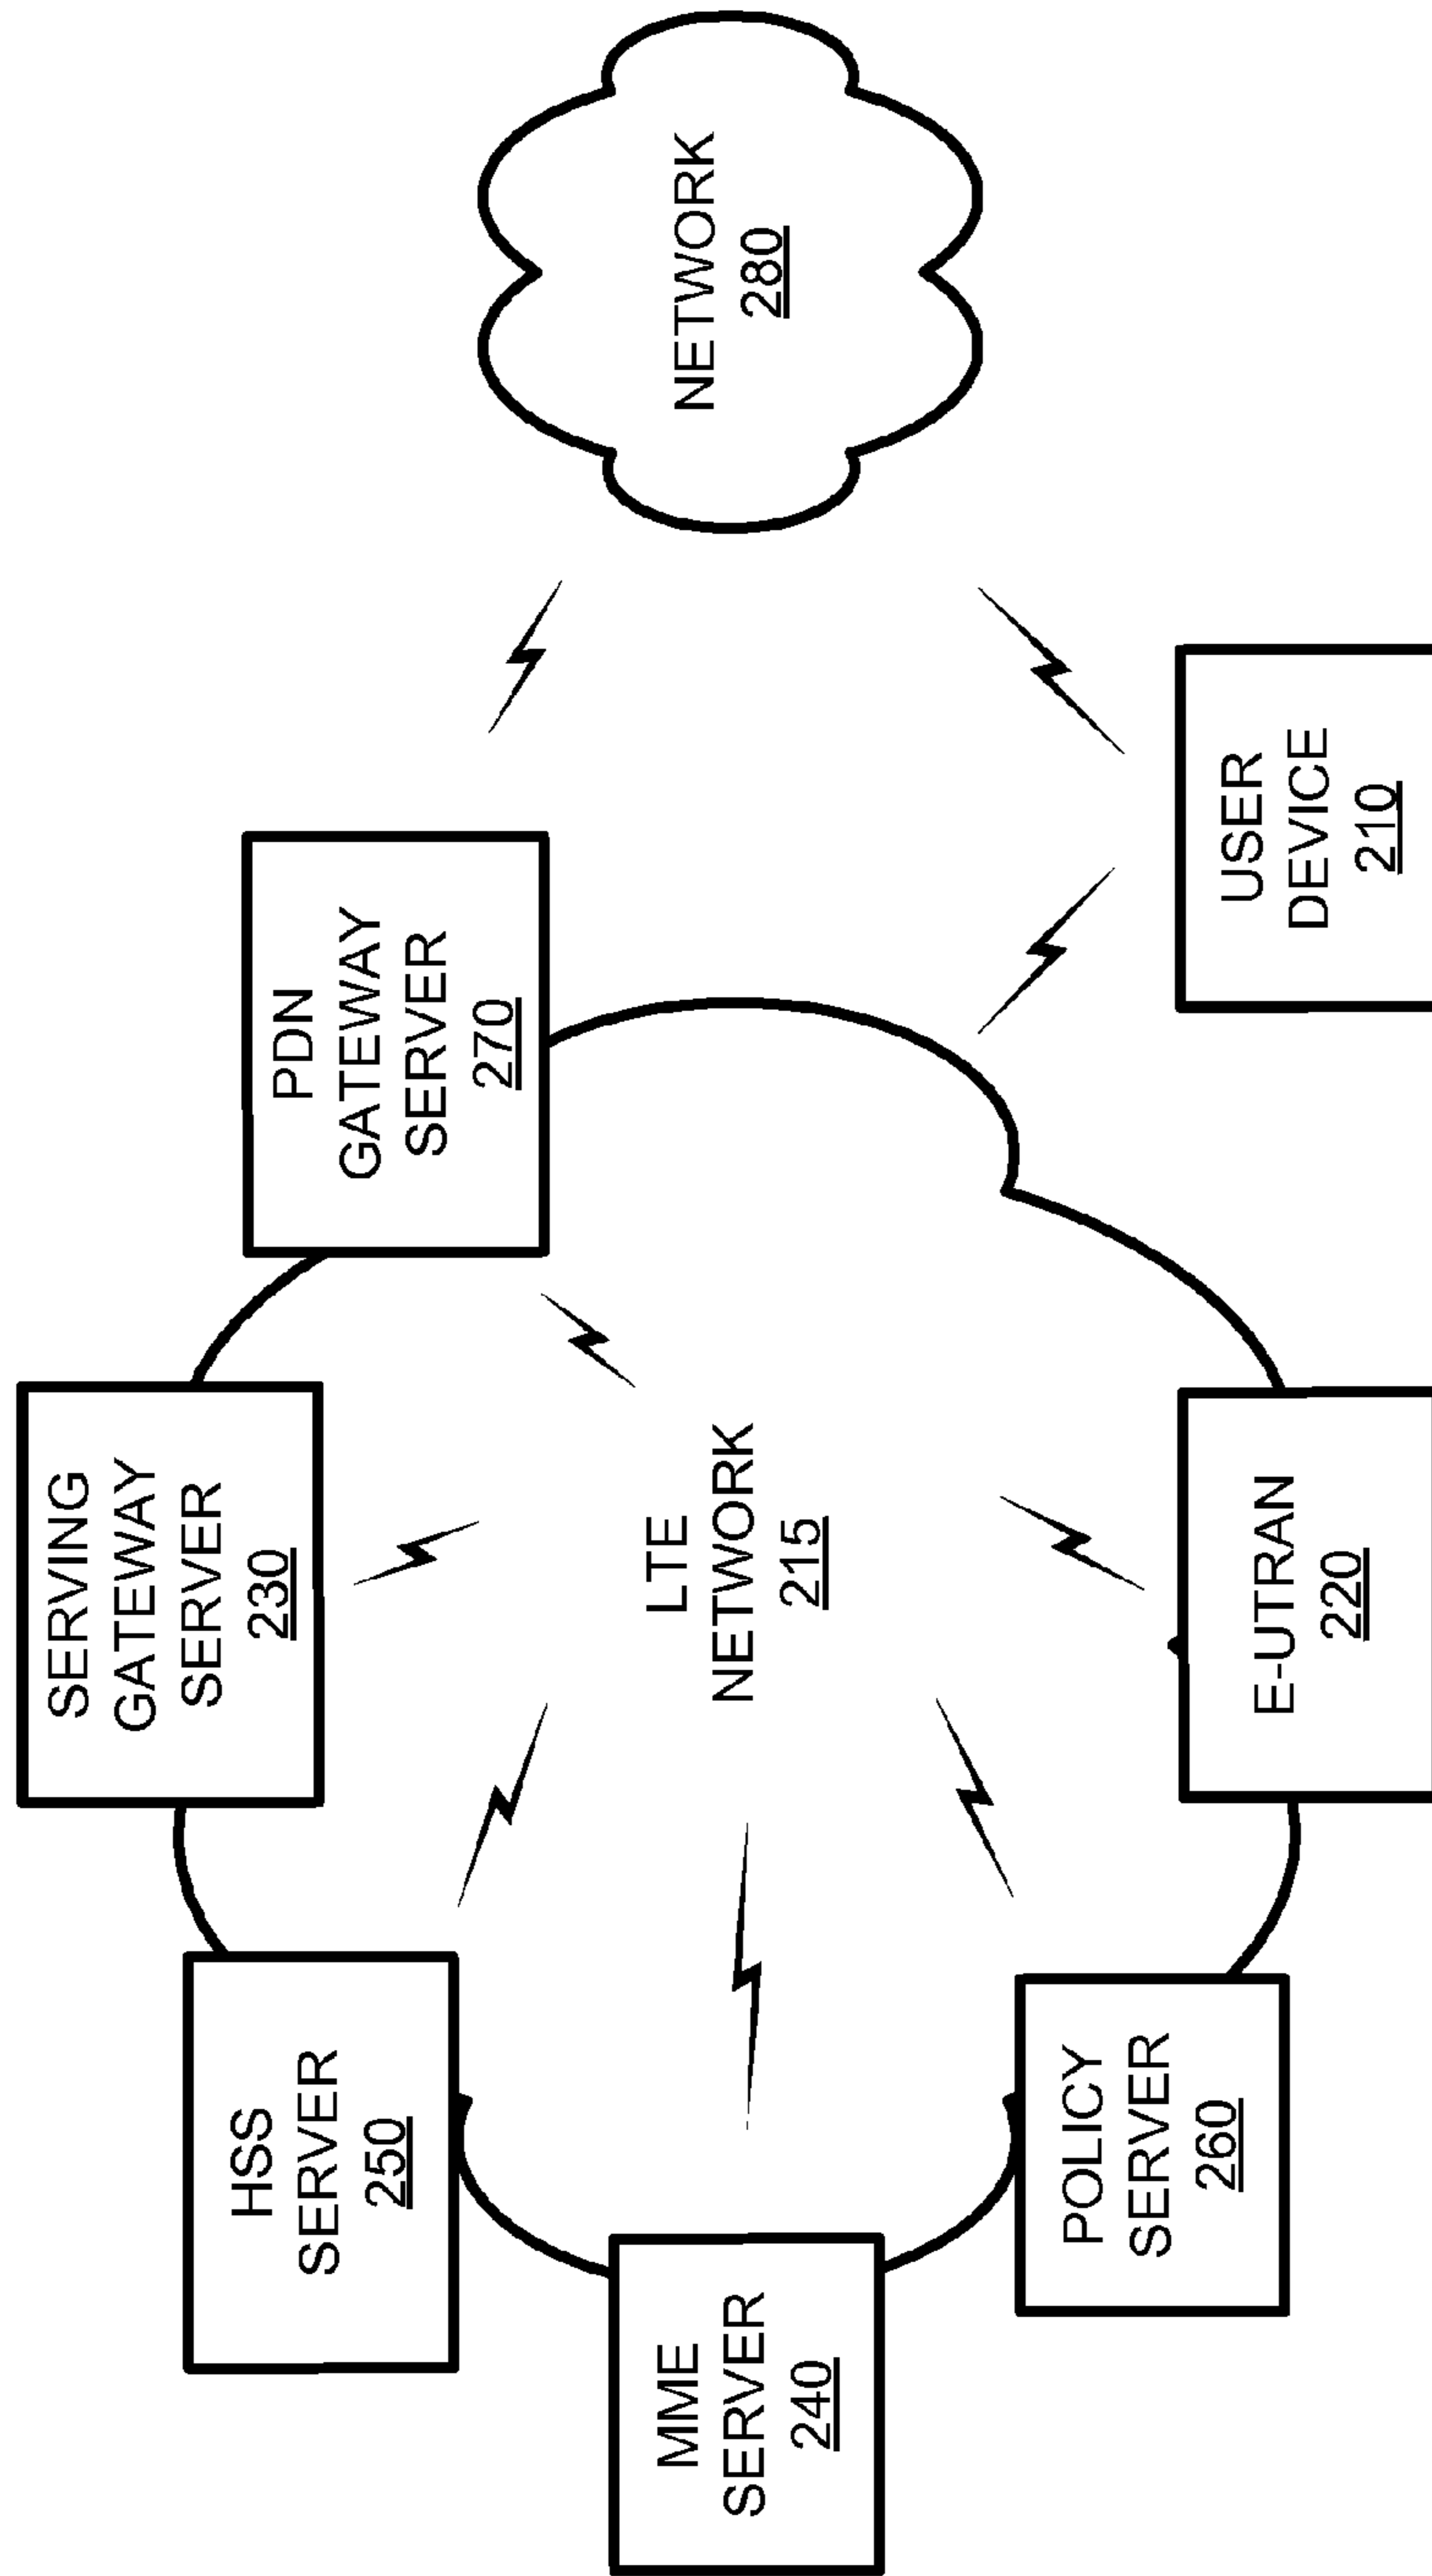 SERVING
GATEWAY
SERVER
230
HSS
SERVER
250
PDN
GATEWAY
SERVER
270
MME
SERVER
240
LTE
NETWORK
215
NETWORK
280
POLICY
SERVER
260
E-UTRAN
220
USER
DEVICE
210